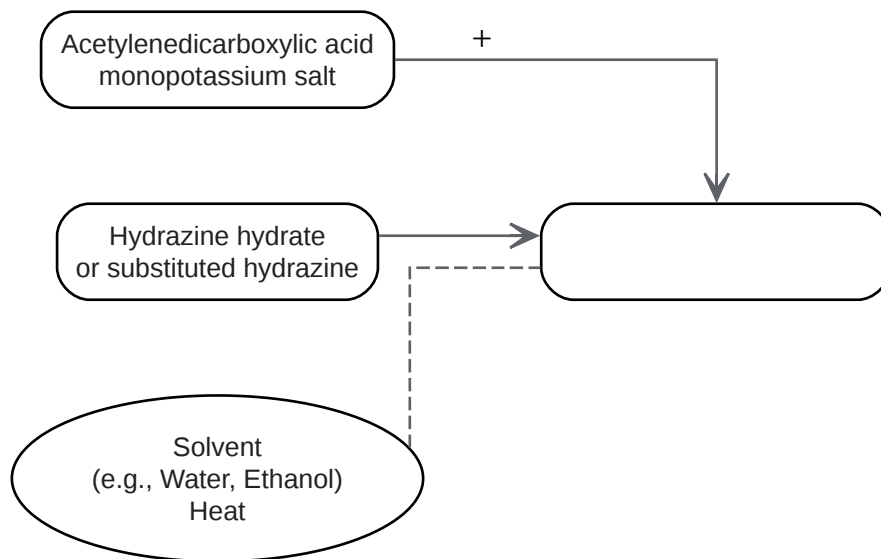 Acetylenedicarboxylic acid
monopotassium salt
+
Hydrazine hydrate
or substituted hydrazine
Solvent
(e.g., Water, Ethanol)
Heat